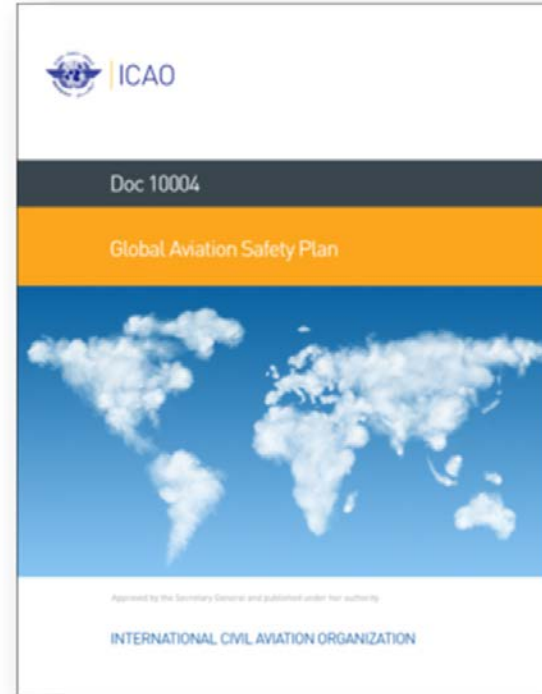 ICAO
Doc 10004
Global Aviation Safety Plan
Approved by the Secretary General and published under her authority
INTERNATIONAL CIVIL AVIATION ORGANIZATION